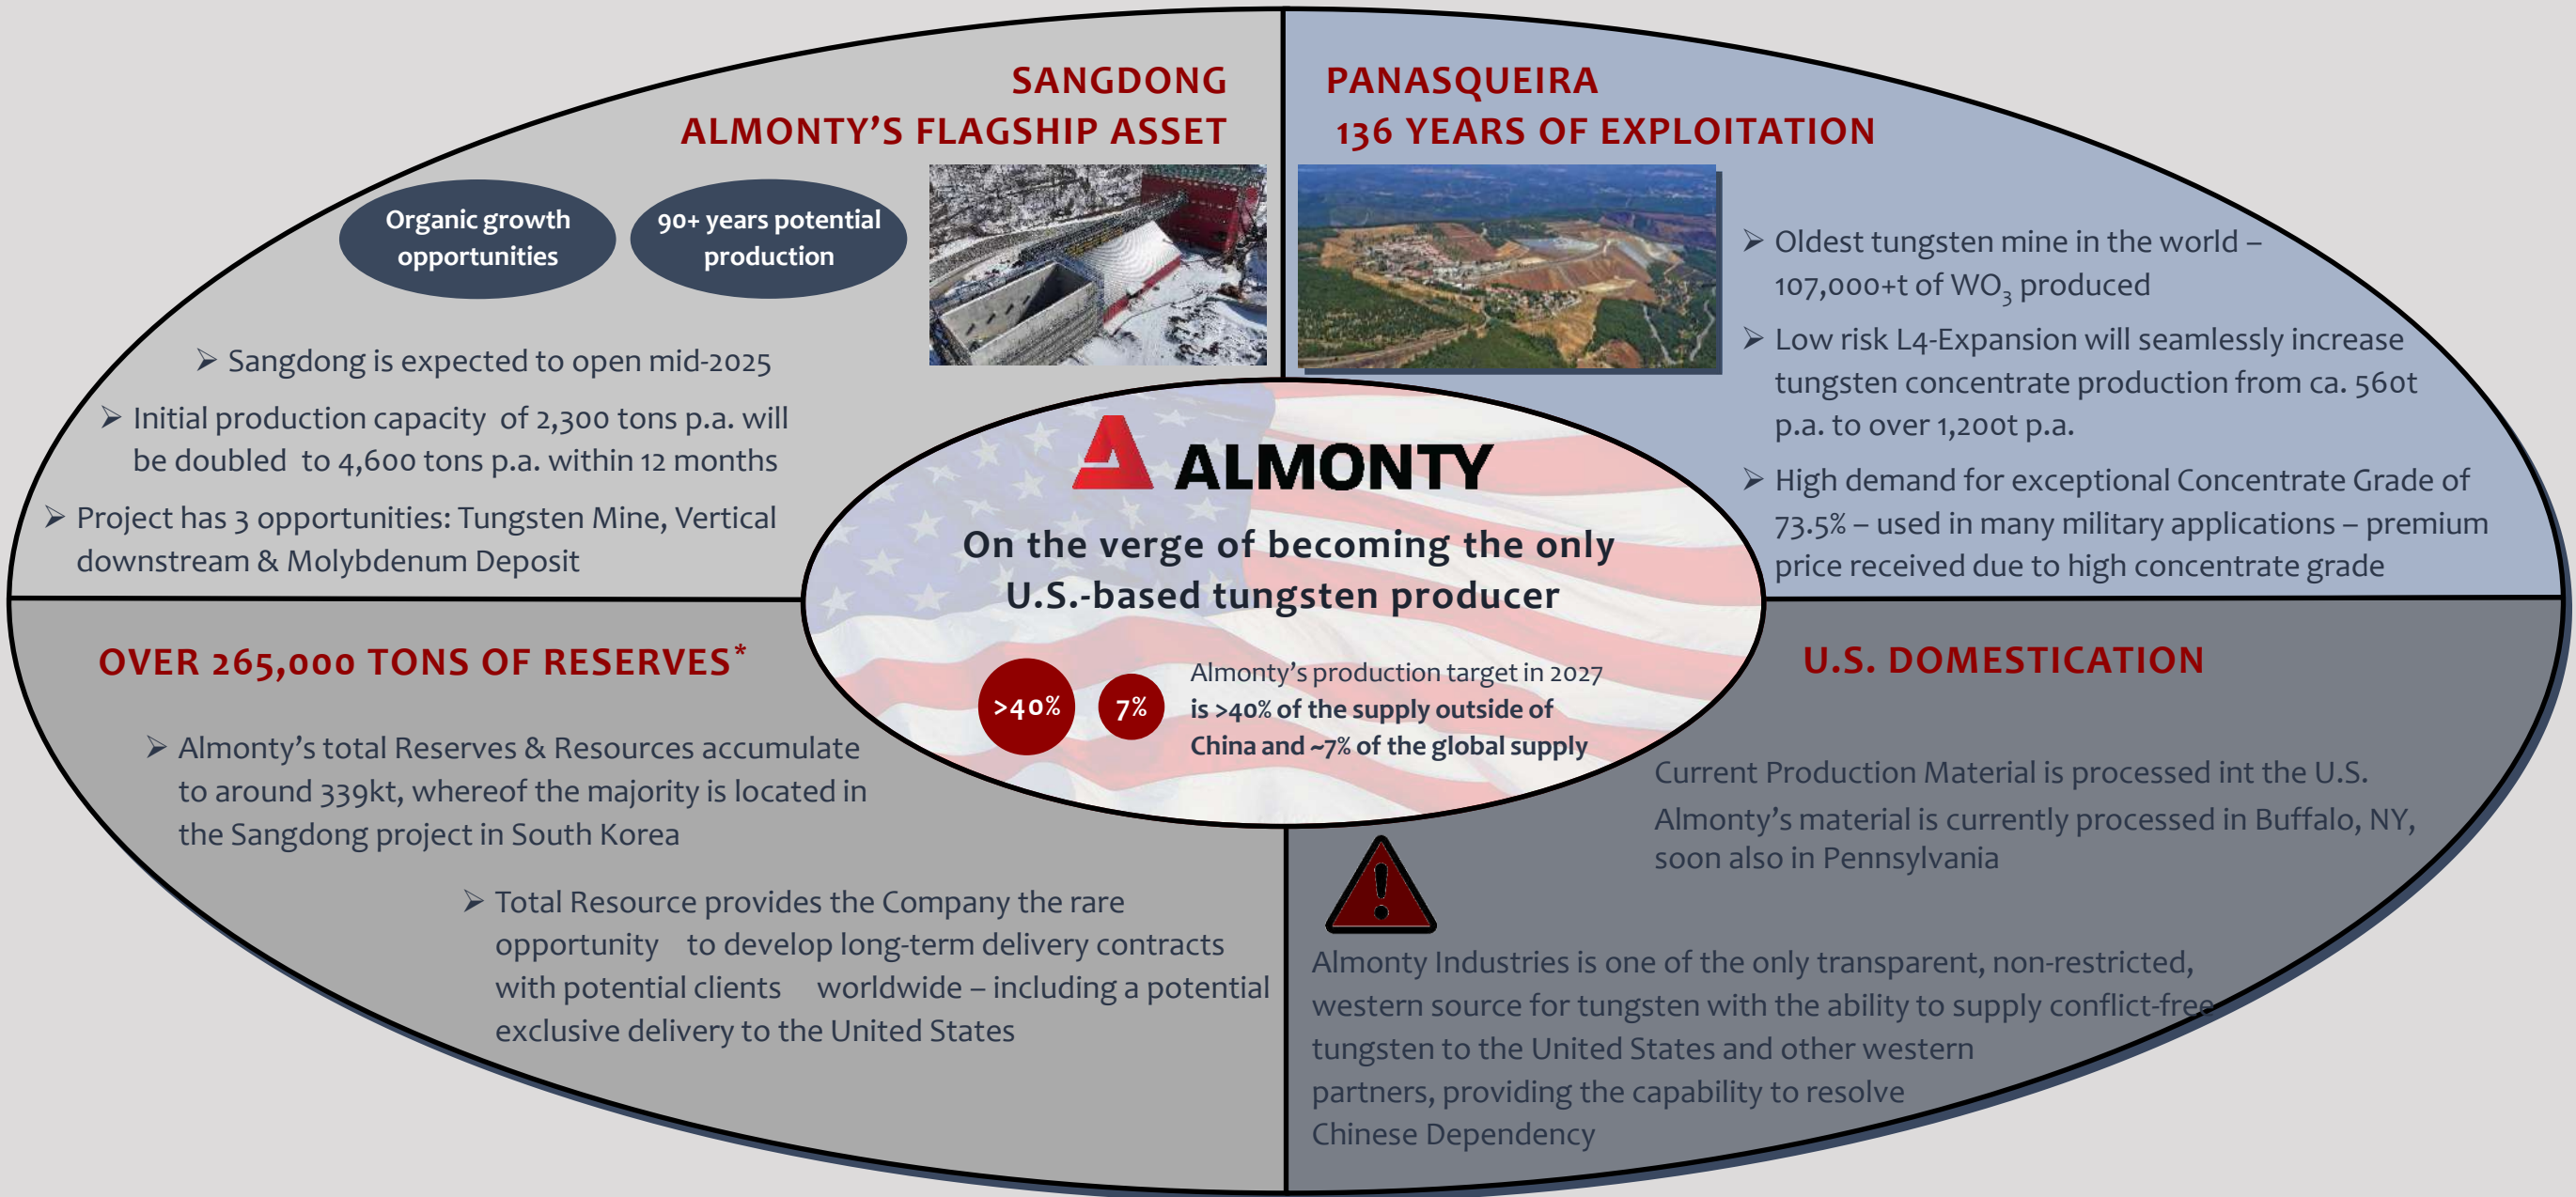 SANGDONG
ALMONTY’S FLAGSHIP ASSET
Organic growth
opportunities
90+ years potential
production
➢ Sangdong is expected to open mid-2025
➢ Initial production capacity of 2,300 tons p.a. will
be doubled to 4,600 tons p.a. within 12 months
➢ Project has 3 opportunities: Tungsten Mine, Vertical
downstream & Molybdenum Deposit
PANASQUEIRA
136 YEARS OF EXPLOITATION
➢ Oldest tungsten mine in the world –
107,000+t of WO₃ produced
➢ Low risk L4-Expansion will seamlessly increase
tungsten concentrate production from ca. 560t
p.a. to over 1,200t p.a.
➢ High demand for exceptional Concentrate Grade of
73.5% – used in many military applications – premium
price received due to high concentrate grade
ALMONTY
On the verge of becoming the only
U.S.-based tungsten producer
>40%
7%
Almonty’s production target in 2027
is >40% of the supply outside of
China and ~7% of the global supply
OVER 265,000 TONS OF RESERVES*
➢ Almonty’s total Reserves & Resources accumulate
to around 339kt, whereof the majority is located in
the Sangdong project in South Korea
➢ Total Resource provides the Company the rare
opportunity to develop long-term delivery contracts
with potential clients worldwide – including a potential
exclusive delivery to the United States
U.S. DOMESTICATION
Current Production Material is processed int the U.S.
Almonty’s material is currently processed in Buffalo, NY,
soon also in Pennsylvania
Almonty Industries is one of the only transparent, non-restricted,
western source for tungsten with the ability to supply conflict-free
tungsten to the United States and other western
partners, providing the capability to resolve
Chinese Dependency